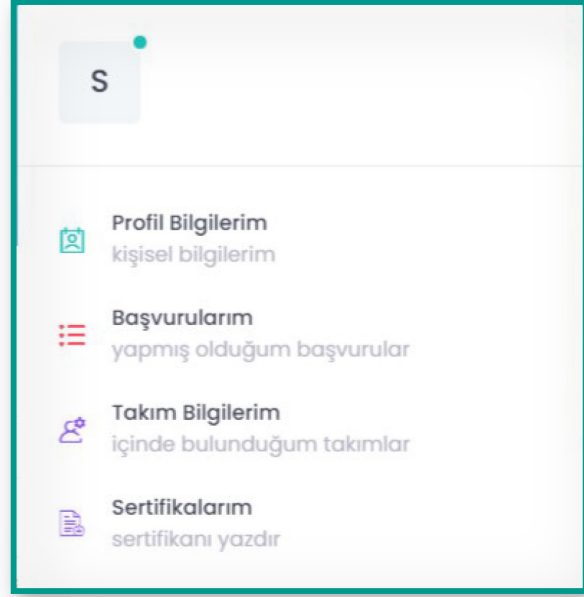 S
Profil Bilgilerim
kişisel bilgilerim
Başvurularım
yapmış olduğum başvurular
Takım Bilgilerim
içinde bulunduğum takımlar
Sertifikalarım
sertifikanı yazdır